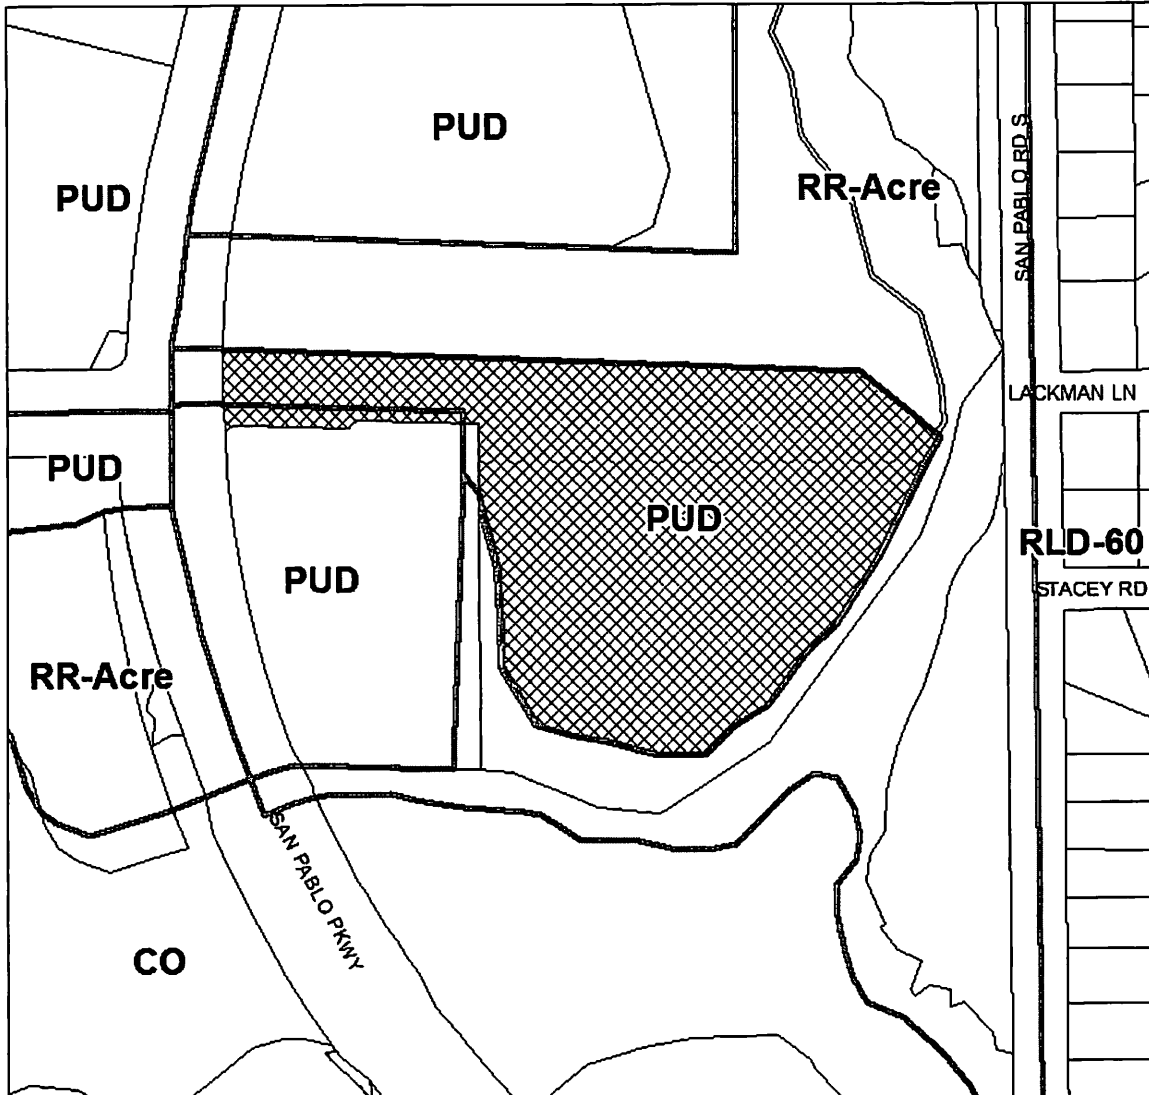 PUD
PUD
RR-Acre
SAN PABLO RD S
LACKMAN LN
PUD
PUD
RLD-60
PUD
STACEY RD
RR-Acre
SAN PABLO PKWY
CO